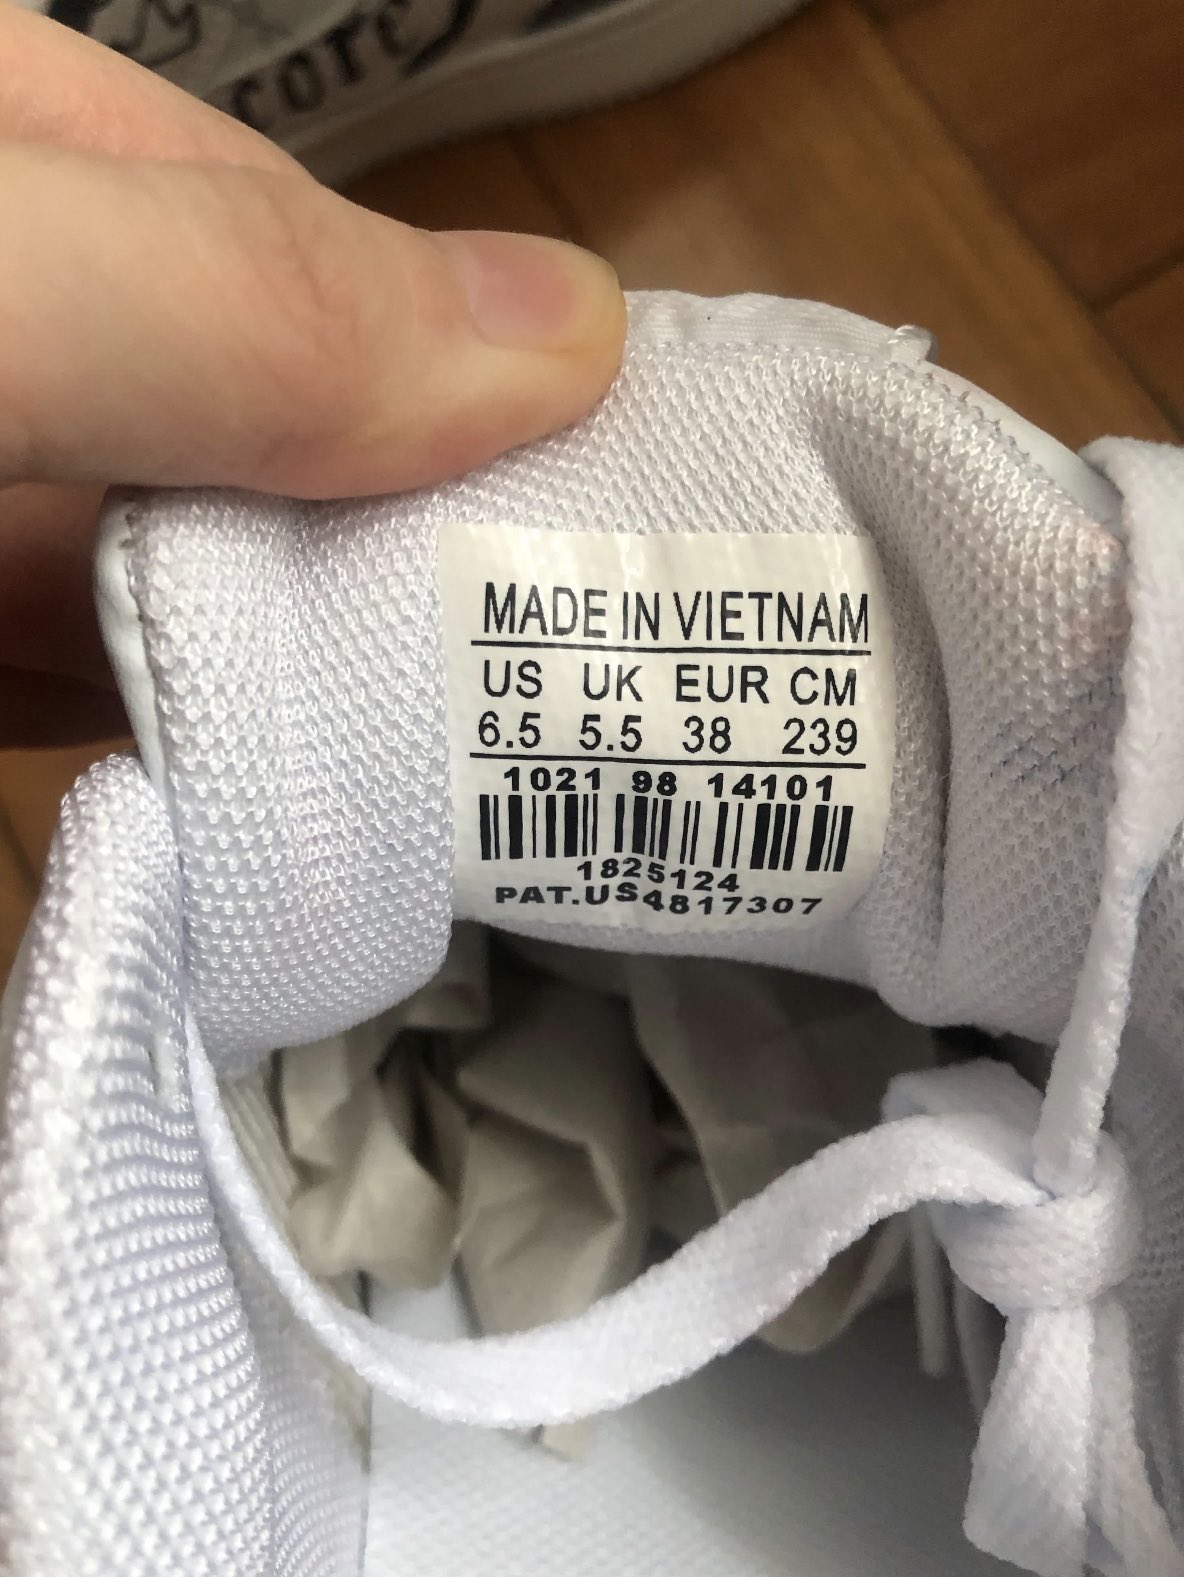 core
MADE IN VIETNAM
US UK EUR CM
6.5 5.5 38 239
1021 98 14101
1825124
PAT.US4817307